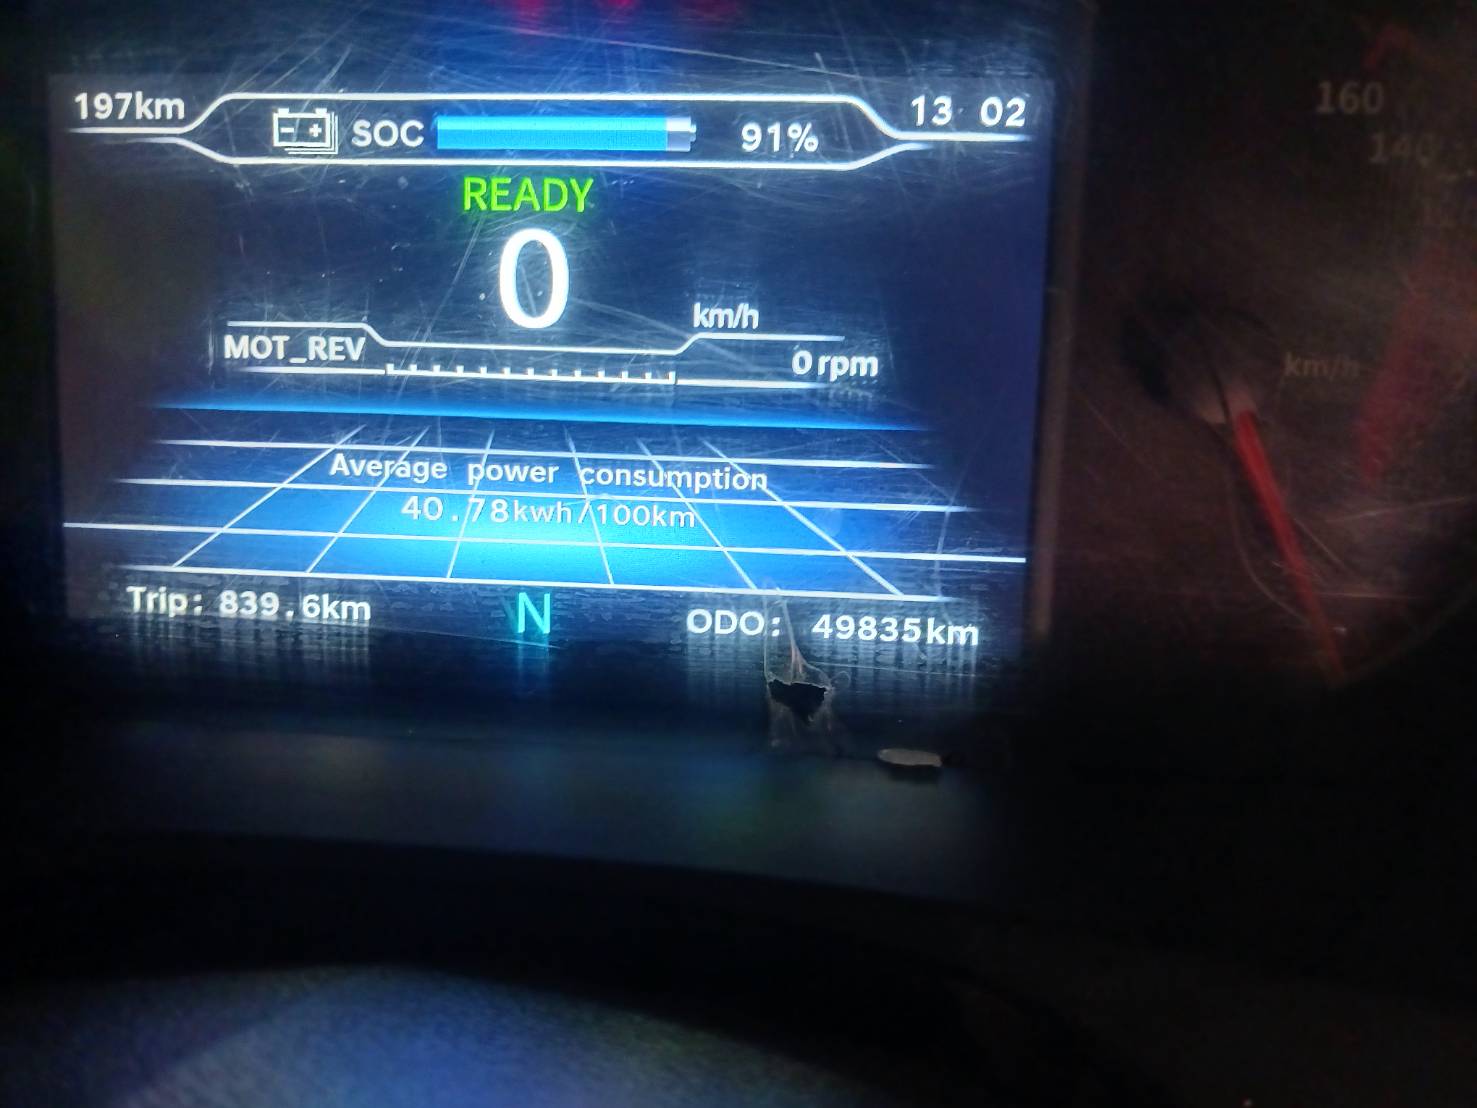 197km
SOC 91%
13 02
READY
0
km/h
MOT_REV
0 rpm
Average power consumption
40.78kwh/100km
Trip: 839.6km
N
ODO: 49835km
160
140
km/h